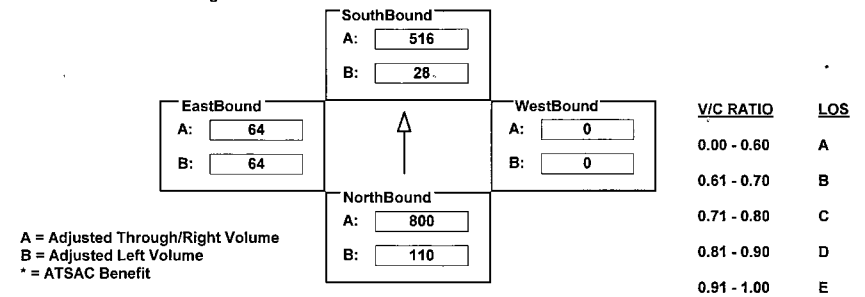 SouthBound
A: 516
B: 28
EastBound
A: 64
B: 64
WestBound
A: 0
B: 0
NorthBound
A: 800
B: 110
A = Adjusted Through/Right Volume
B = Adjusted Left Volume
* = ATSAC Benefit
V/C RATIO LOS
0.00 - 0.60 A
0.61 - 0.70 B
0.71 - 0.80 C
0.81 - 0.90 D
0.91 - 1.00 E